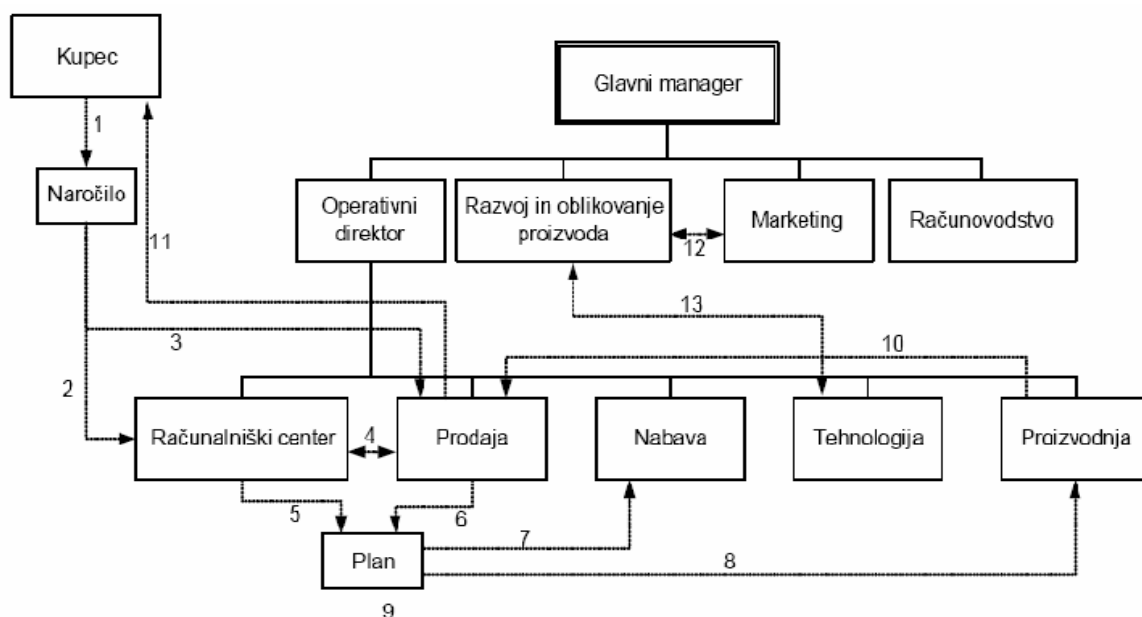 Kupec
Glavni manager
1
Naročilo
Operativni
direktor
Razvoj in oblikovanje
proizvoda
Marketing
Računovodstvo
11
12
13
3
10
2
Računalniški center
4
Prodaja
Nabava
Tehnologija
Proizvodnja
5
6
7
Plan
8
9